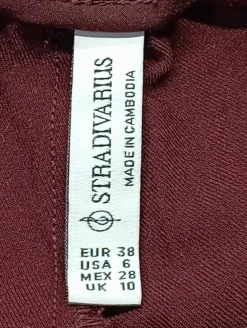 STRADIVARIUS
MADE IN CAMBODIA
EUR 38
USA 6
MEX 28
UK 10